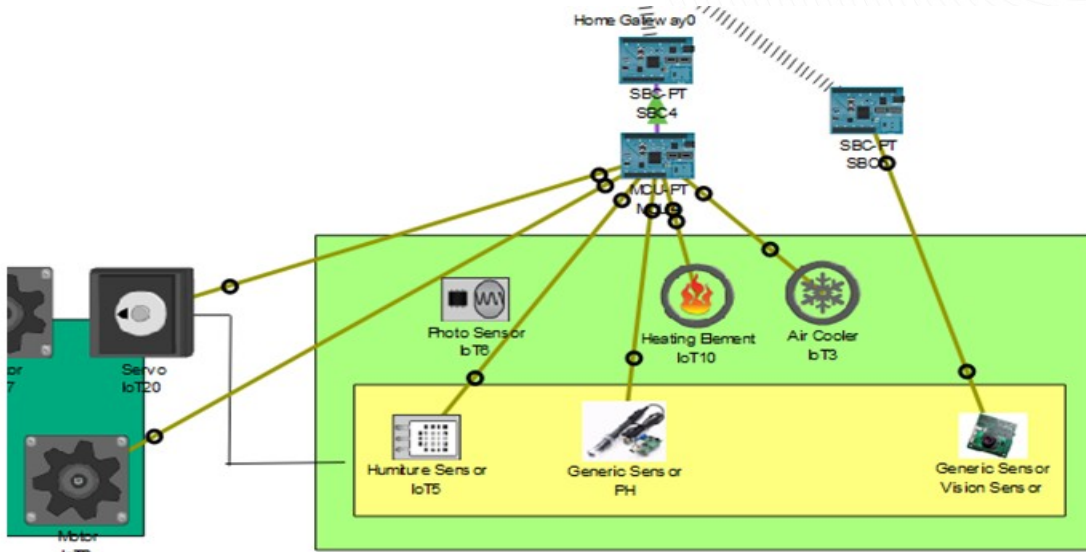 Home Gateway0
SBC-PT
SBC4
SBC-PT
MCU-PT
Photo Sensor
IoT6
Heating Element
IoT10
Air Cooler
IoT3
Servo
IoT20
Humiture Sensor
IoT5
Generic Sensor
PH
Generic Sensor
Vision Sensor
Motor